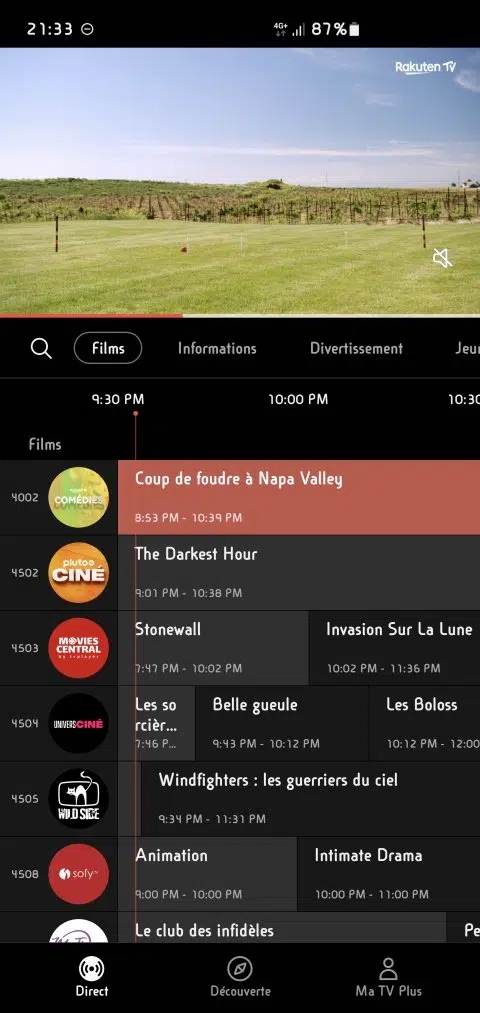 21:33
4G+
87%
Rakuten TV
Films
Informations
Divertissement
Jeu
9:30 PM
10:00 PM
10:30
Films
4002
COMÉDIES
Coup de foudre à Napa Valley
8:53 PM - 10:39 PM
4502
pluto tv
CINÉ
The Darkest Hour
9:01 PM - 10:38 PM
4503
MOVIES
CENTRAL
Stonewall
7:47 PM - 10:02 PM
Invasion Sur La Lune
10:02 PM - 11:36 PM
4504
UNIVERSCINÉ
Les so
rcièr...
7:46 P...
Belle gueule
9:43 PM - 10:12 PM
Les Boloss
10:12 PM - 12:00
4505
WILD SIDE
Windfighters : les guerriers du ciel
9:34 PM - 11:31 PM
4508
sofy
Animation
9:00 PM - 10:00 PM
Intimate Drama
10:00 PM - 11:00 PM
Le club des infidèles
Pe
Direct
Découverte
Ma TV Plus